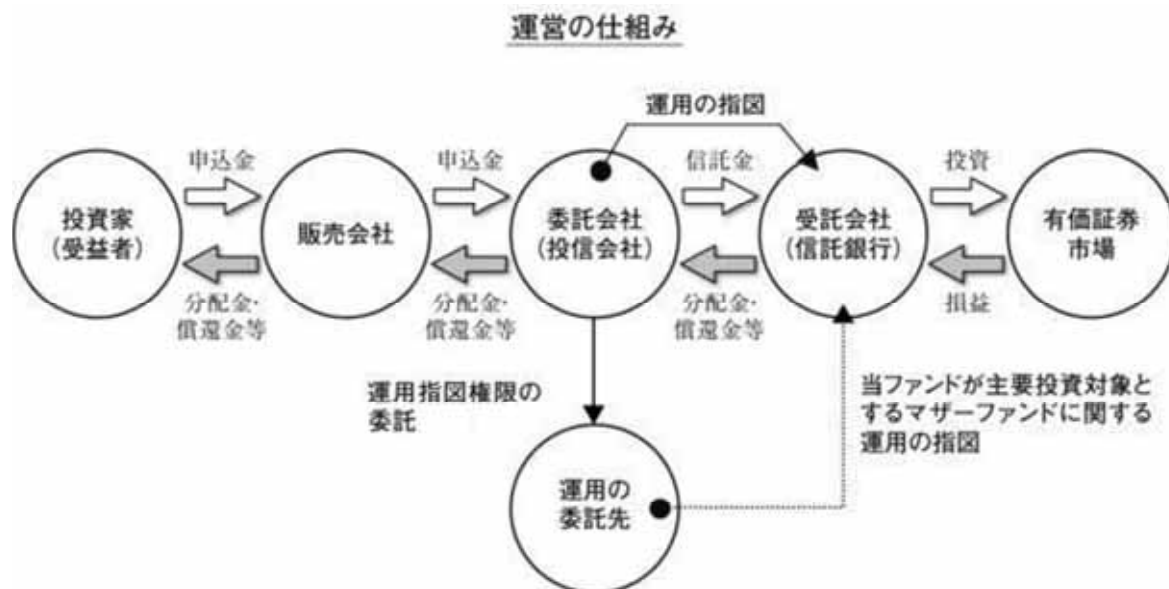 運営の仕組み
運用の指図
申込金
申込金
信託金
投資
投資家
(受益者)
販売会社
委託会社
(投信会社)
受託会社
(信託銀行)
有価証券
市場
分配金・
償還金等
分配金・
償還金等
分配金・
償還金等
損益
運用指図権限の
委託
当ファンドが主要投資対象と
するマザーファンドに関する
運用の指図
運用の
委託先